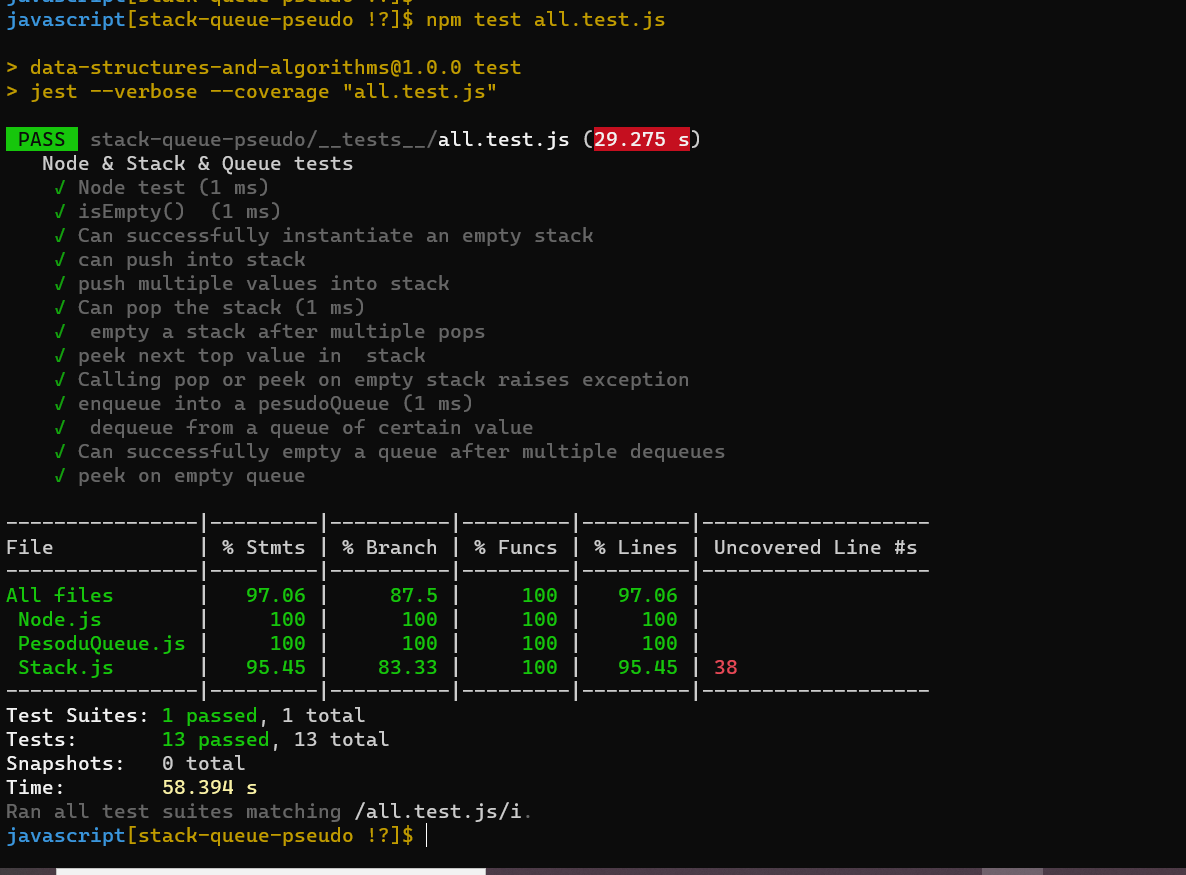 javascript[stack-queue-pseudo !?]$ npm test all.test.js
> data-structures-and-algorithms@1.0.0 test
> jest --verbose --coverage "all.test.js"
PASS stack-queue-pseudo/__tests__/all.test.js (29.275 s)
Node & Stack & Queue tests
√ Node test (1 ms)
√ isEmpty()  (1 ms)
√ Can successfully instantiate an empty stack
√ can push into stack
√ push multiple values into stack
√ Can pop the stack (1 ms)
√  empty a stack after multiple pops
√ peek next top value in  stack
√ Calling pop or peek on empty stack raises exception
√ enqueue into a pesudoQueue (1 ms)
√  dequeue from a queue of certain value
√ Can successfully empty a queue after multiple dequeues
√ peek on empty queue
----------------|---------|----------|---------|---------|-------------------
File            | % Stmts | % Branch | % Funcs | % Lines | Uncovered Line #s
----------------|---------|----------|---------|---------|-------------------
All files       |   97.06 |     87.5 |     100 |   97.06 |
 Node.js        |     100 |      100 |     100 |     100 |
 PesoduQueue.js |     100 |      100 |     100 |     100 |
 Stack.js       |   95.45 |    83.33 |     100 |   95.45 | 38
----------------|---------|----------|---------|---------|-------------------
Test Suites: 1 passed, 1 total
Tests:       13 passed, 13 total
Snapshots:   0 total
Time:        58.394 s
Ran all test suites matching /all.test.js/i.
javascript[stack-queue-pseudo !?]$